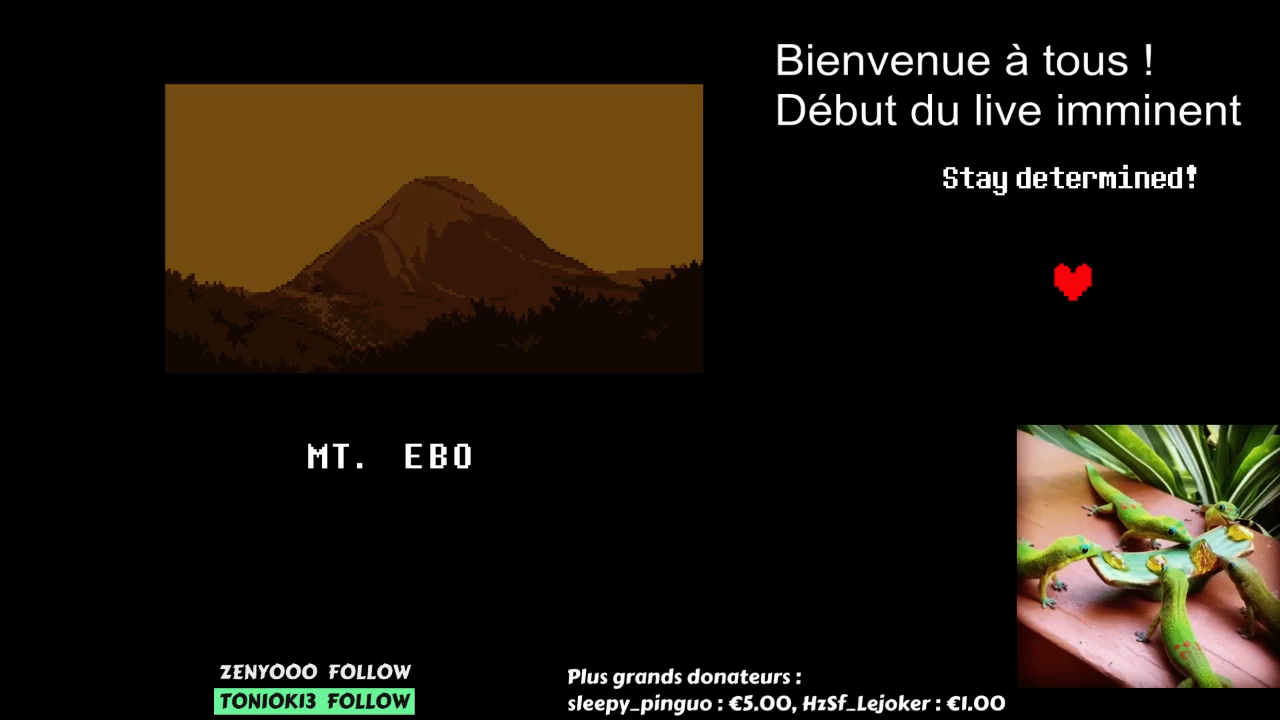 Bienvenue à tous !
Début du live imminent
Stay determined!
MT. EBO
ZENYOOO FOLLOW
TONIOKI3 FOLLOW
Plus grands donateurs :
sleepy_pinguo : €5.00, HzSf_Lejoker : €1.00